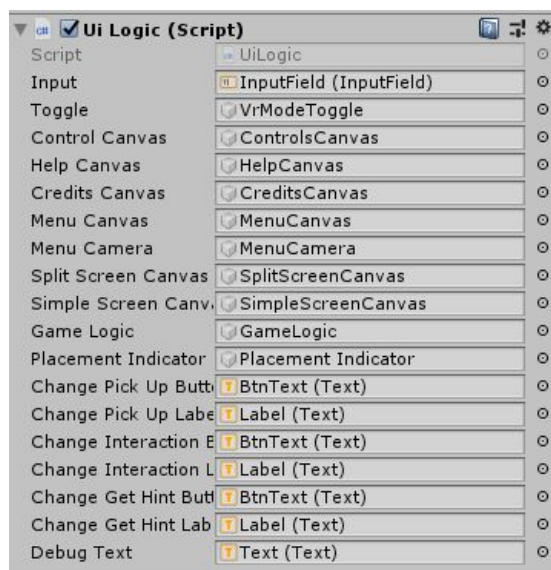 Ui Logic (Script)
Script UiLogic
Input InputField (InputField)
Toggle VrModeToggle
Control Canvas ControlsCanvas
Help Canvas HelpCanvas
Credits Canvas CreditsCanvas
Menu Canvas MenuCanvas
Menu Camera MenuCamera
Split Screen Canvas SplitScreenCanvas
Simple Screen Canv SimpleScreenCanvas
Game Logic GameLogic
Placement Indicator Placement Indicator
Change Pick Up Butt BtnText (Text)
Change Pick Up Labe Label (Text)
Change Interaction B BtnText (Text)
Change Interaction L Label (Text)
Change Get Hint Butt BtnText (Text)
Change Get Hint Lab Label (Text)
Debug Text Text (Text)